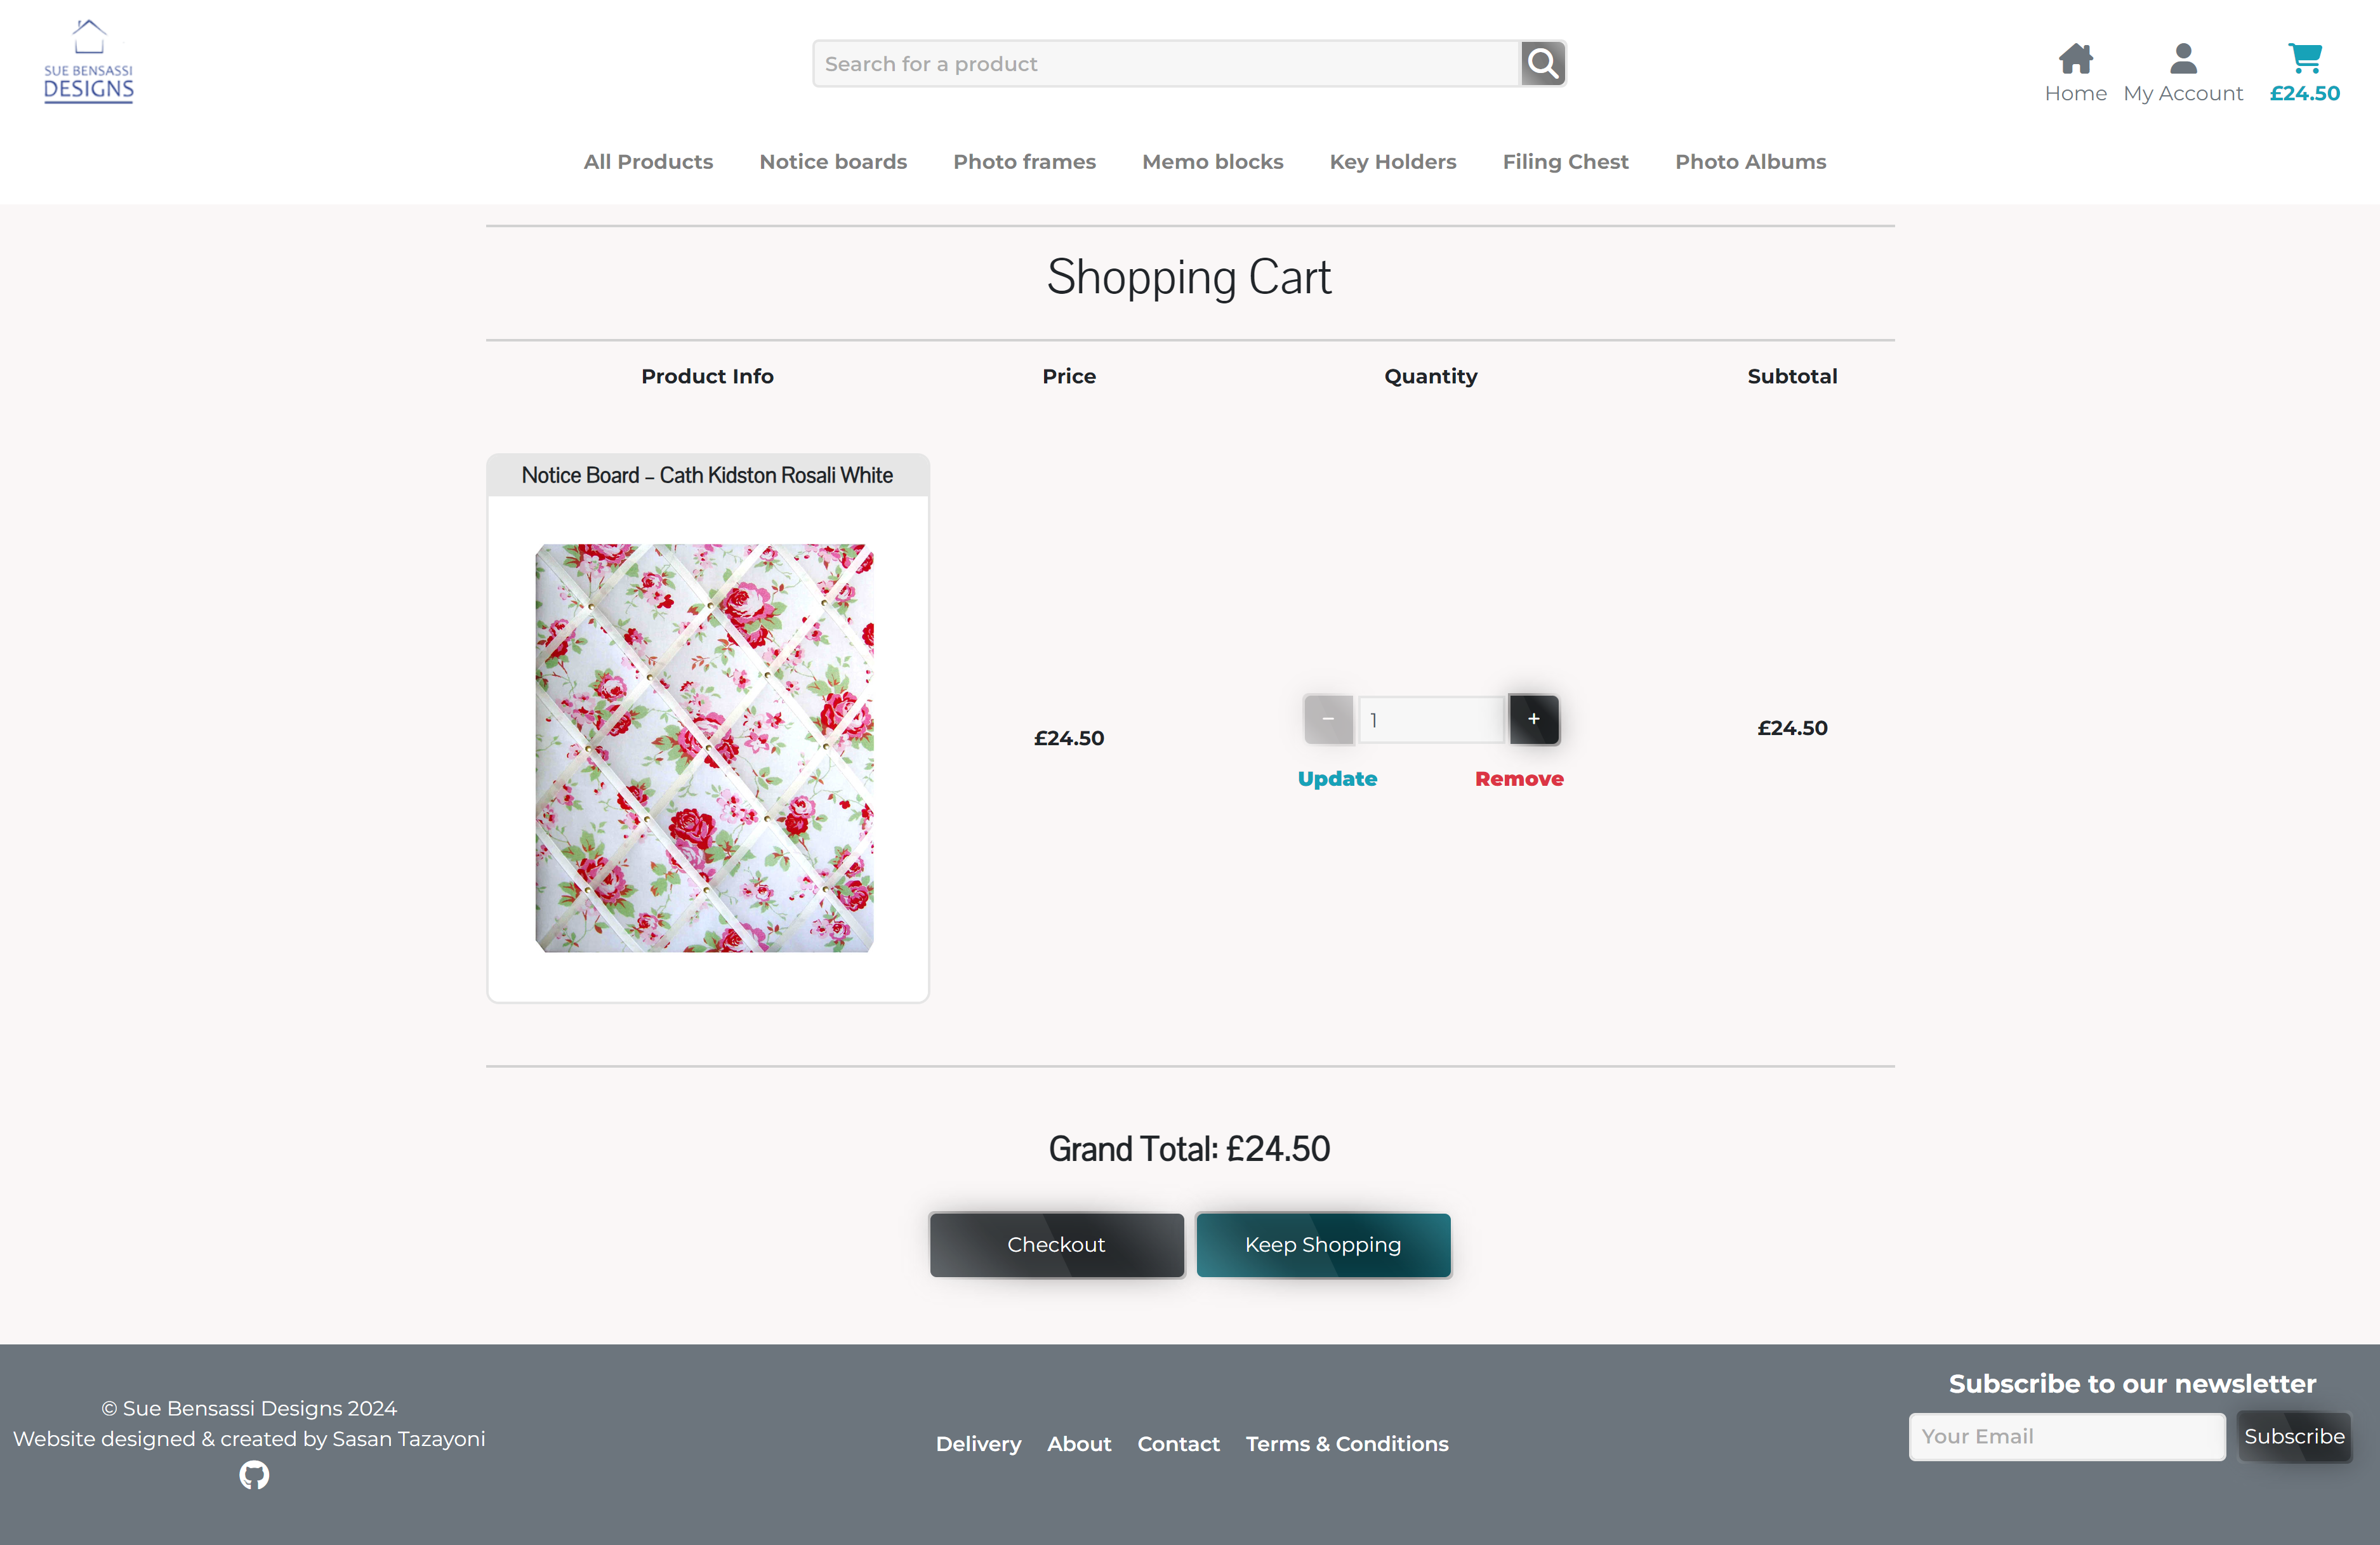 SUE BENSASSI
DESIGNS
Search for a product
Home
My Account
£24.50
All Products
Notice boards
Photo frames
Memo blocks
Key Holders
Filing Chest
Photo Albums
Shopping Cart
Product Info
Price
Quantity
Subtotal
Notice Board – Cath Kidston Rosali White
£24.50
− 1 +
Update
Remove
£24.50
Grand Total: £24.50
Checkout
Keep Shopping
© Sue Bensassi Designs 2024
Website designed & created by Sasan Tazayoni
Delivery
About
Contact
Terms & Conditions
Subscribe to our newsletter
Your Email
Subscribe